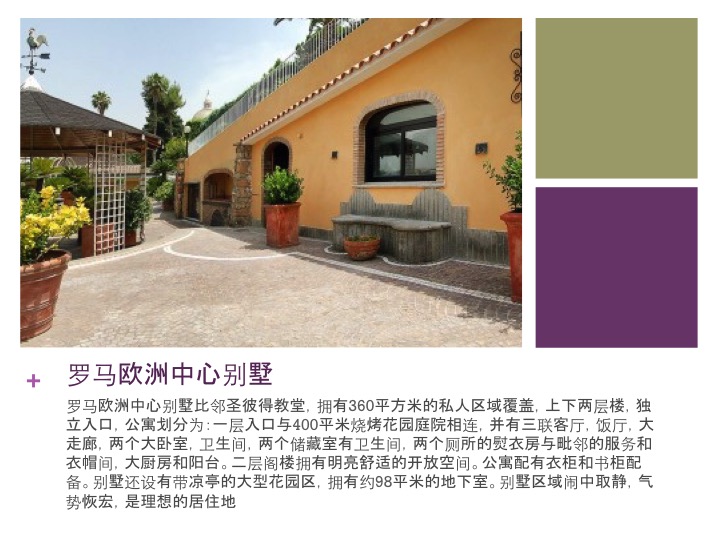 + 罗马欧洲中心别墅
罗马欧洲中心别墅比邻圣彼得教堂，拥有360平方米的私人区域覆盖，上下两层楼，独
立入口，公寓划分为：一层入口与400平米烧烤花园庭院相连，并有三联客厅，饭厅，大
走廊，两个大卧室，卫生间，两个储藏室有卫生间，两个厕所的熨衣房与毗邻的服务和
衣帽间，大厨房和阳台。二层阁楼拥有明亮舒适的开放空间。公寓配有衣柜和书柜配
备。别墅还设有带凉亭的大型花园区，拥有约98平米的地下室。别墅区域闹中取静，气
势恢宏，是理想的居住地